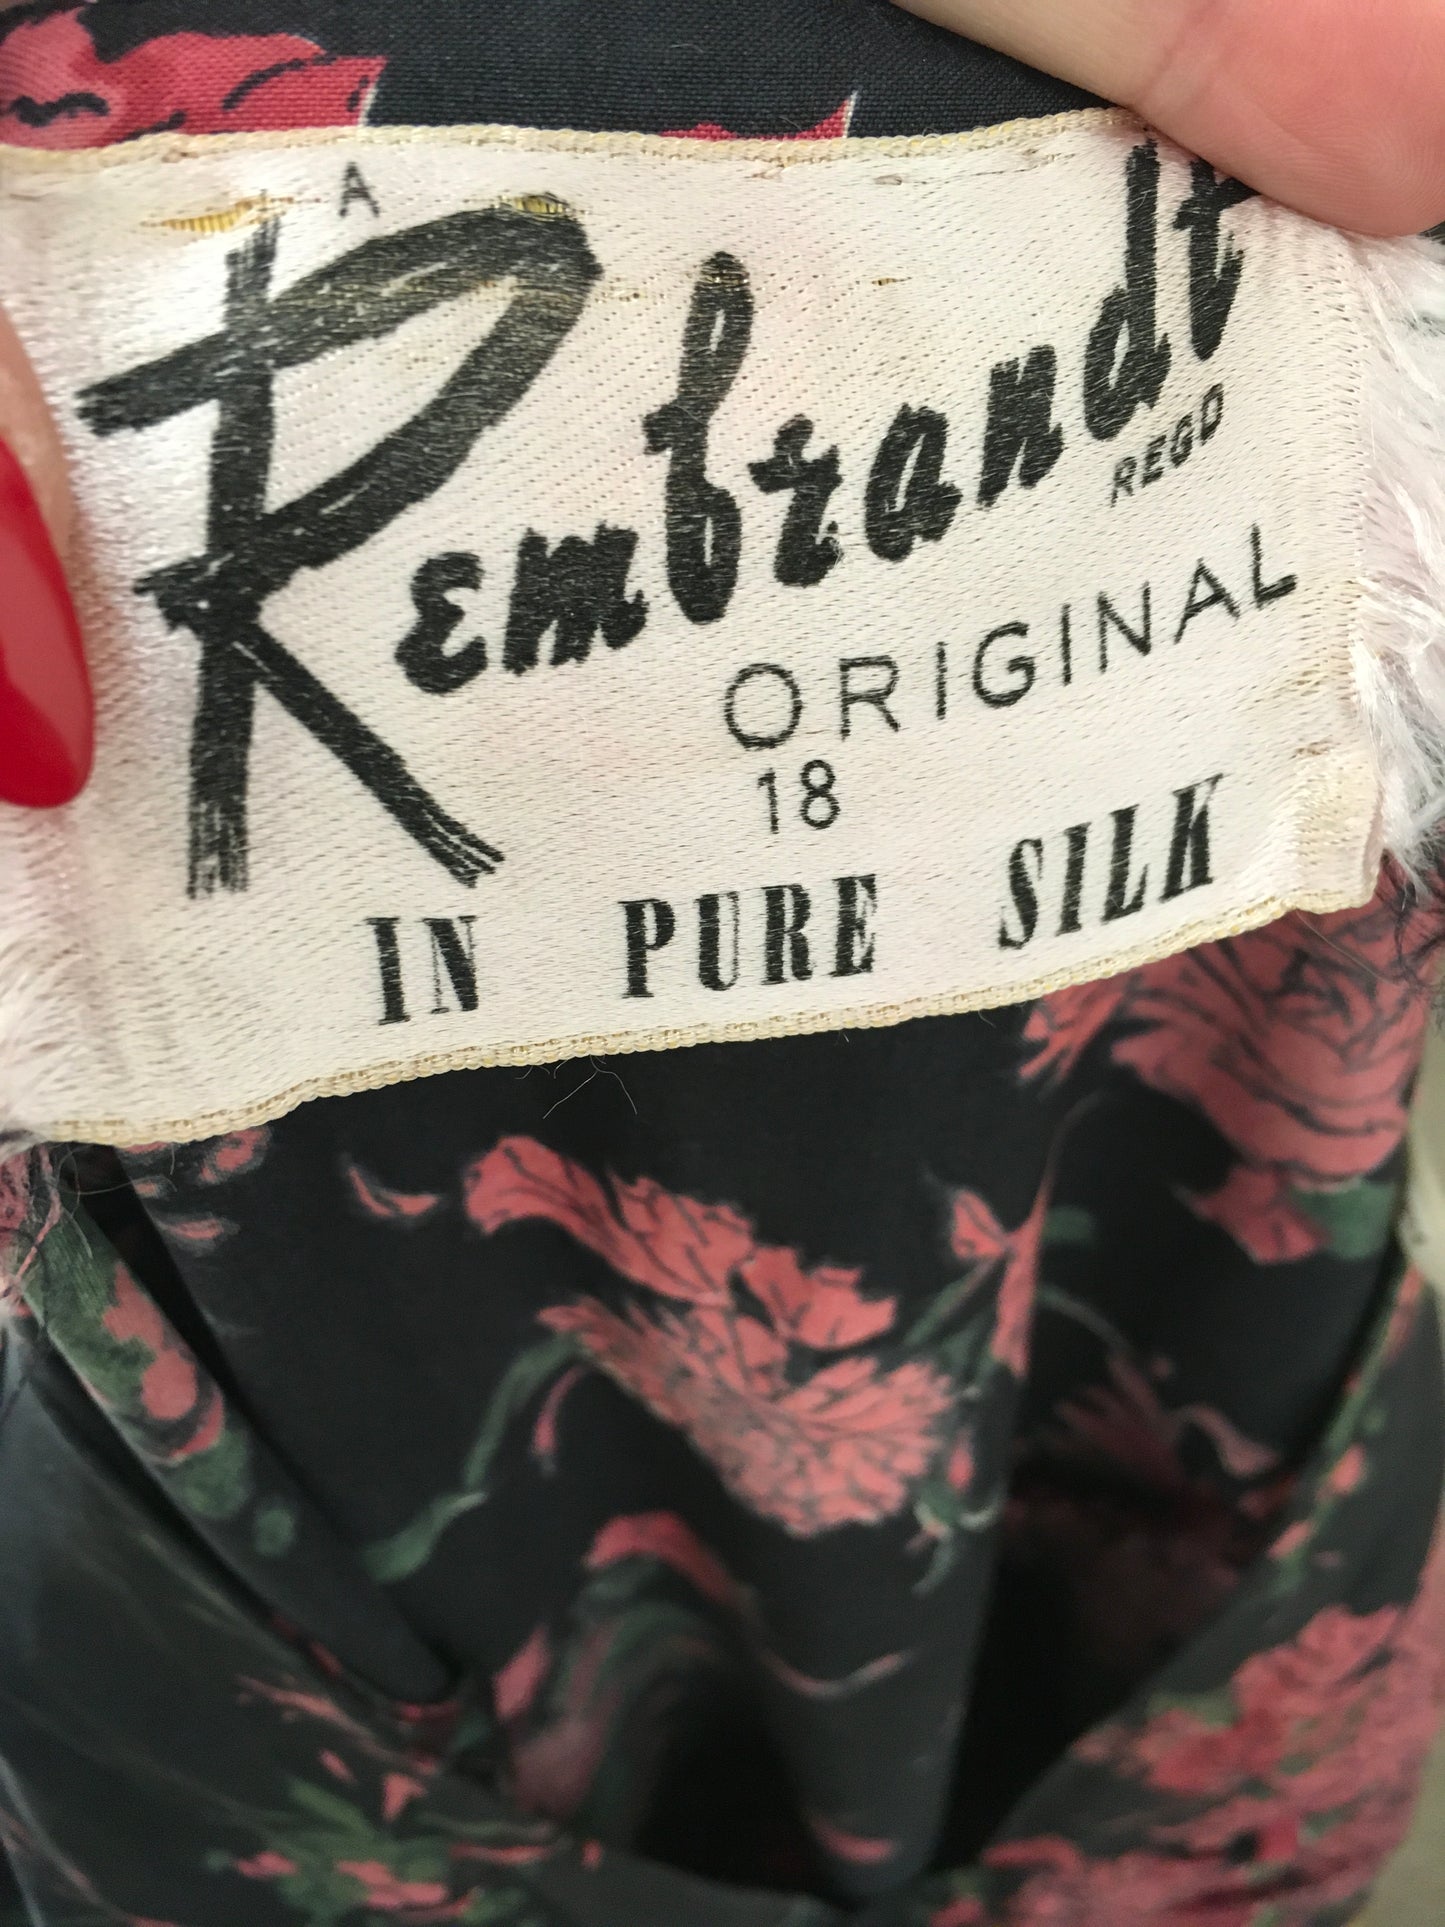 A
Rembrandt
REGD
ORIGINAL
18
IN PURE SILK